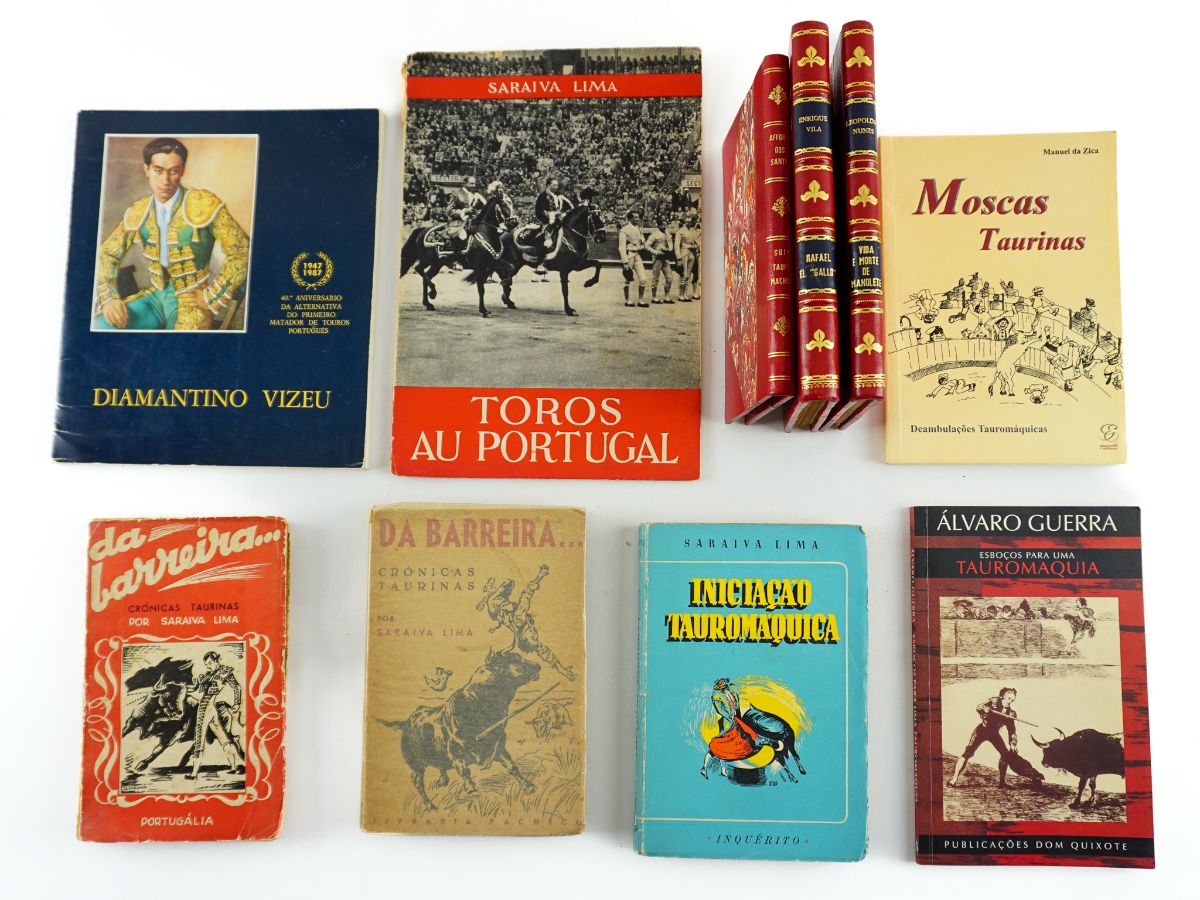 1947
1987
40.º ANIVERSÁRIO
DA ALTERNATIVA
DO PRIMEIRO
MATADOR DE TOUROS
PORTUGUÊS
DIAMANTINO VIZEU
SARAIVA LIMA
TOROS
AU PORTUGAL
ENRIQUE
VILA
RAFAEL
EL "GALLO"
LEOPOLDO
NUNES
VIDA
E MORTE
DE
MANOLETE
Manuel da Zica
Moscas
Taurinas
Deambulações Tauromáquicas
da
barreira...
CRÓNICAS TAURINAS
POR SARAIVA LIMA
PORTUGÁLIA
DA BARREIRA...
CRÓNICAS
TAURINAS
POR
SARAIVA LIMA
LIVRARIA PACHECO
SARAIVA LIMA
INICIAÇÃO
TAUROMÁQUICA
INQUÉRITO
ÁLVARO GUERRA
ESBOÇOS PARA UMA
TAUROMAQUIA
PUBLICAÇÕES DOM QUIXOTE